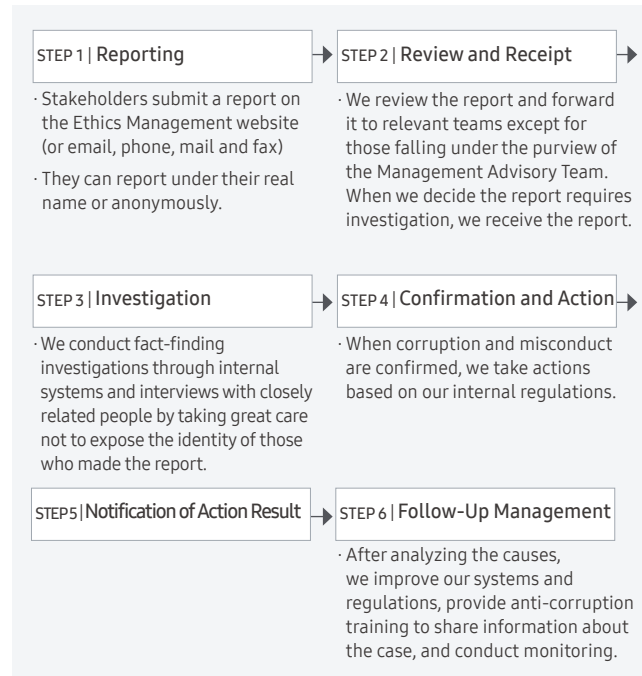 STEP 1 | Reporting
· Stakeholders submit a report on
the Ethics Management website
(or email, phone, mail and fax)
· They can report under their real
name or anonymously.
STEP 2 | Review and Receipt
· We review the report and forward
it to relevant teams except for
those falling under the purview of
the Management Advisory Team.
When we decide the report requires
investigation, we receive the report.
STEP 3 | Investigation
· We conduct fact-finding
investigations through internal
systems and interviews with closely
related people by taking great care
not to expose the identity of those
who made the report.
STEP 4 | Confirmation and Action
· When corruption and misconduct
are confirmed, we take actions
based on our internal regulations.
STEP 5 | Notification of Action Result
STEP 6 | Follow-Up Management
· After analyzing the causes,
we improve our systems and
regulations, provide anti-corruption
training to share information about
the case, and conduct monitoring.